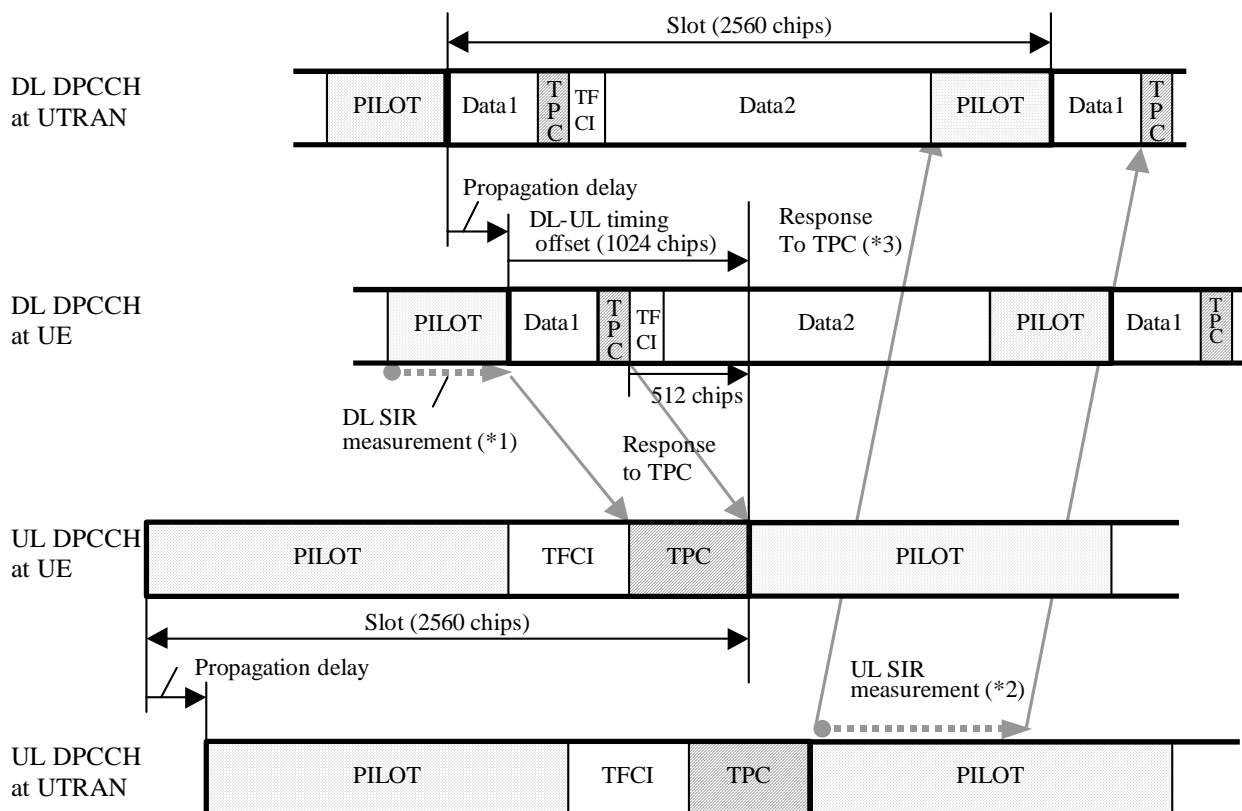 Slot (2560 chips)
DL DPCCH
at UTRAN
PILOT
Data1
T
P
C
TF
CI
Data2
PILOT
Data1
T
P
C
Propagation delay
DL-UL timing
offset (1024 chips)
Response
To TPC (*3)
DL DPCCH
at UE
PILOT
Data1
T
P
C
TF
CI
Data2
PILOT
Data1
T
P
C
512 chips
DL SIR
measurement (*1)
Response
to TPC
UL DPCCH
at UE
PILOT
TFCI
TPC
PILOT
Slot (2560 chips)
Propagation delay
UL SIR
measurement (*2)
UL DPCCH
at UTRAN
PILOT
TFCI
TPC
PILOT